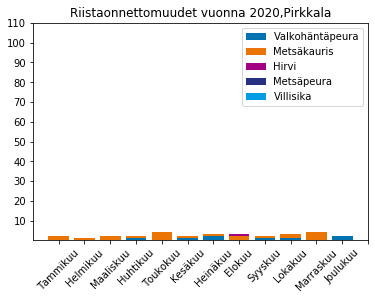 Riistaonnettomuudet vuonna 2020,Pirkkala
110
100
90
80
70
60
50
40
30
20
10
Valkohäntäpeura
Metsäkauris
Hirvi
Metsäpeura
Villisika
Tammikuu
Helmikuu
Maaliskuu
Huhtikuu
Toukokuu
Kesäkuu
Heinäkuu
Elokuu
Syyskuu
Lokakuu
Marraskuu
Joulukuu